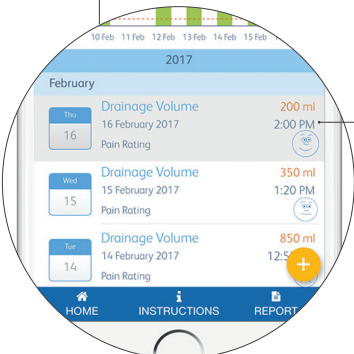 10 Feb 11 Feb 12 Feb 13 Feb 14 Feb 15 Feb
2017
February
Thu
16
Drainage Volume
16 February 2017
Pain Rating
200 ml
2:00 PM
Wed
15
Drainage Volume
15 February 2017
Pain Rating
350 ml
1:20 PM
Tue
14
Drainage Volume
14 February 2017
Pain Rating
850 ml
+
HOME
INSTRUCTIONS
REPORT